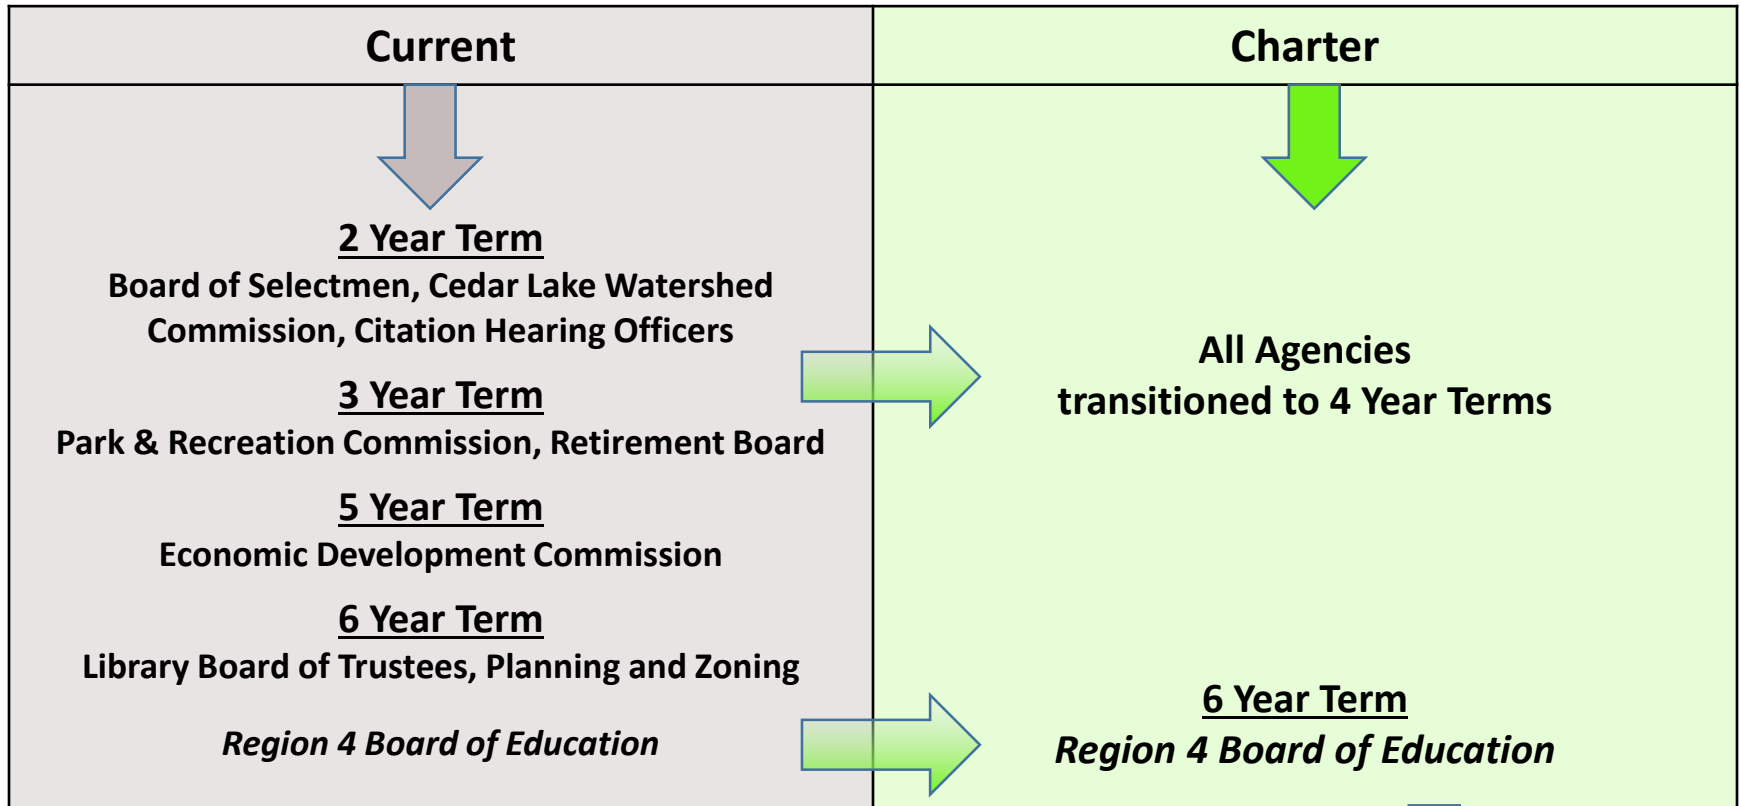 Current
Charter
2 Year Term
Board of Selectmen, Cedar Lake Watershed
Commission, Citation Hearing Officers
3 Year Term
Park & Recreation Commission, Retirement Board
5 Year Term
Economic Development Commission
6 Year Term
Library Board of Trustees, Planning and Zoning
Region 4 Board of Education
All Agencies
transitioned to 4 Year Terms
6 Year Term
Region 4 Board of Education